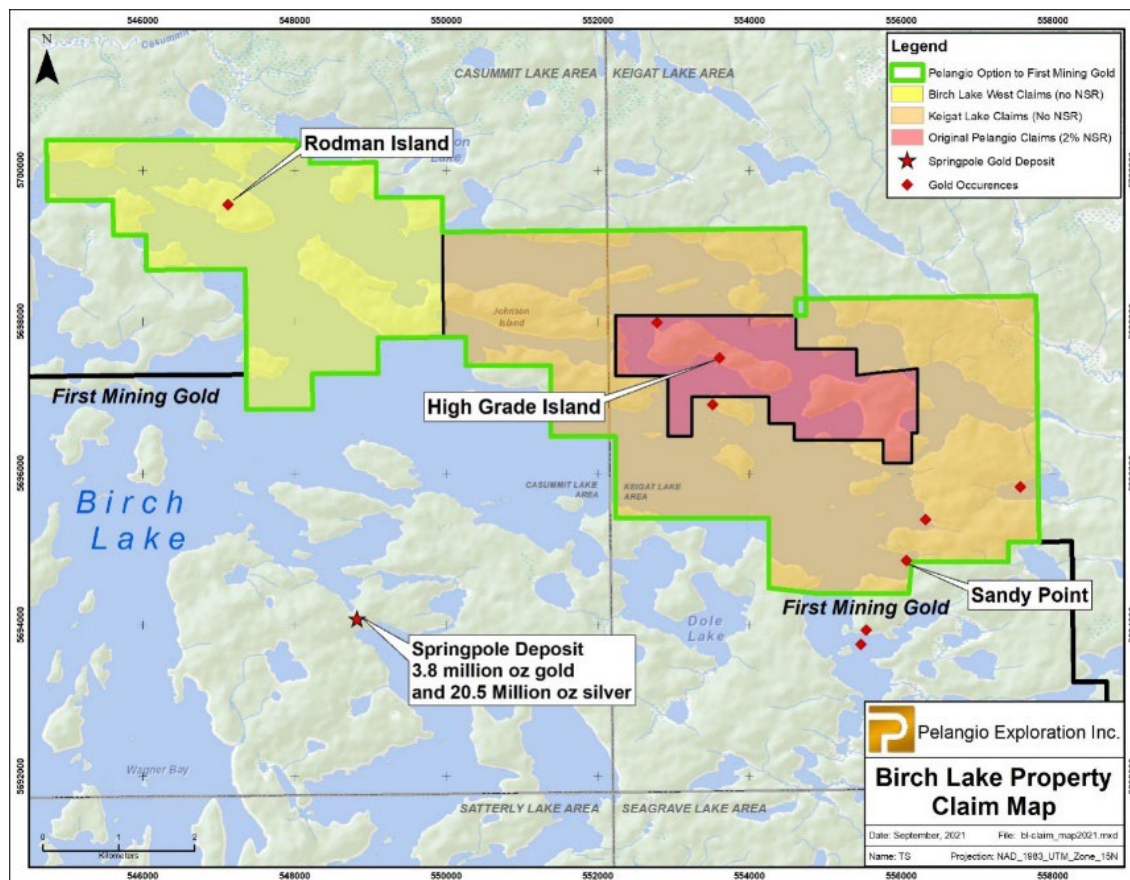 546000 548000 550000 552000 554000 556000 558000
N
Casummit Lake
CASUMMIT LAKE AREA
KEIGAT LAKE AREA
Legend
Pelangio Option to First Mining Gold
Birch Lake West Claims (no NSR)
Keigat Lake Claims (No NSR)
Original Pelangio Claims (2% NSR)
Springpole Gold Deposit
Gold Occurences
Rodman Island
Lake
5700000
5698000
Johnson
Island
First Mining Gold
High Grade Island
5696000
CASUMMIT LAKE
AREA
KEIGAT LAKE
AREA
Birch
Lake
Sandy Point
First Mining Gold
5694000
Dole
Lake
Springpole Deposit
3.8 million oz gold
and 20.5 Million oz silver
Pelangio Exploration Inc.
Birch Lake Property
Claim Map
Date: September, 2021 File: bl-claim_map2021.mxd
Name: TS Projection: NAD_1983_UTM_Zone_15N
5692000
Wagner Bay
SATTERLY LAKE AREA
SEAGRAVE LAKE AREA
0 1 2
Kilometers
546000 548000 550000 552000 554000 556000 558000